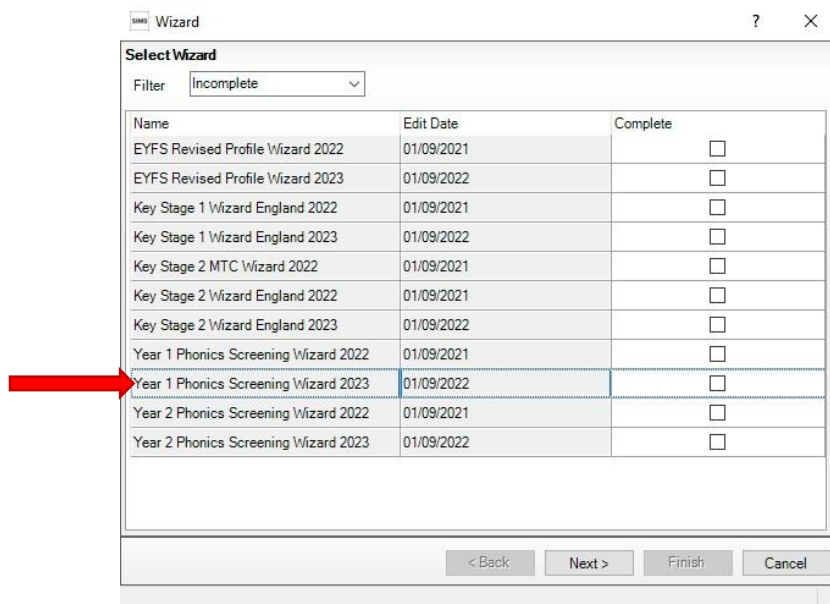 SIMS Wizard ? X
Select Wizard
Filter Incomplete
Name Edit Date Complete
EYFS Revised Profile Wizard 2022 01/09/2021
EYFS Revised Profile Wizard 2023 01/09/2022
Key Stage 1 Wizard England 2022 01/09/2021
Key Stage 1 Wizard England 2023 01/09/2022
Key Stage 2 MTC Wizard 2022 01/09/2021
Key Stage 2 Wizard England 2022 01/09/2021
Key Stage 2 Wizard England 2023 01/09/2022
Year 1 Phonics Screening Wizard 2022 01/09/2021
Year 1 Phonics Screening Wizard 2023 01/09/2022
Year 2 Phonics Screening Wizard 2022 01/09/2021
Year 2 Phonics Screening Wizard 2023 01/09/2022
< Back Next > Finish Cancel